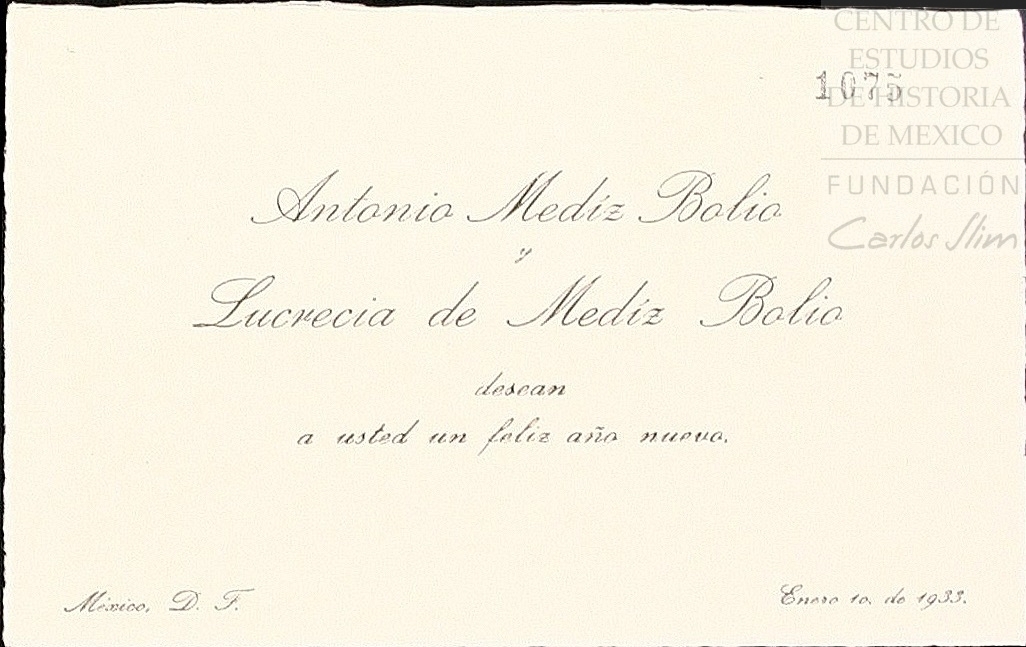 CENTRO DE
ESTUDIOS
DE HISTORIA
DE MEXICO
FUNDACIÓN
Carlos Slim
1075
Antonio Medíz Bolio
y
Lucrecia de Medíz Bolio
desean
a usted un feliz año nuevo.
México, D. F.
Enero 1o. de 1933.